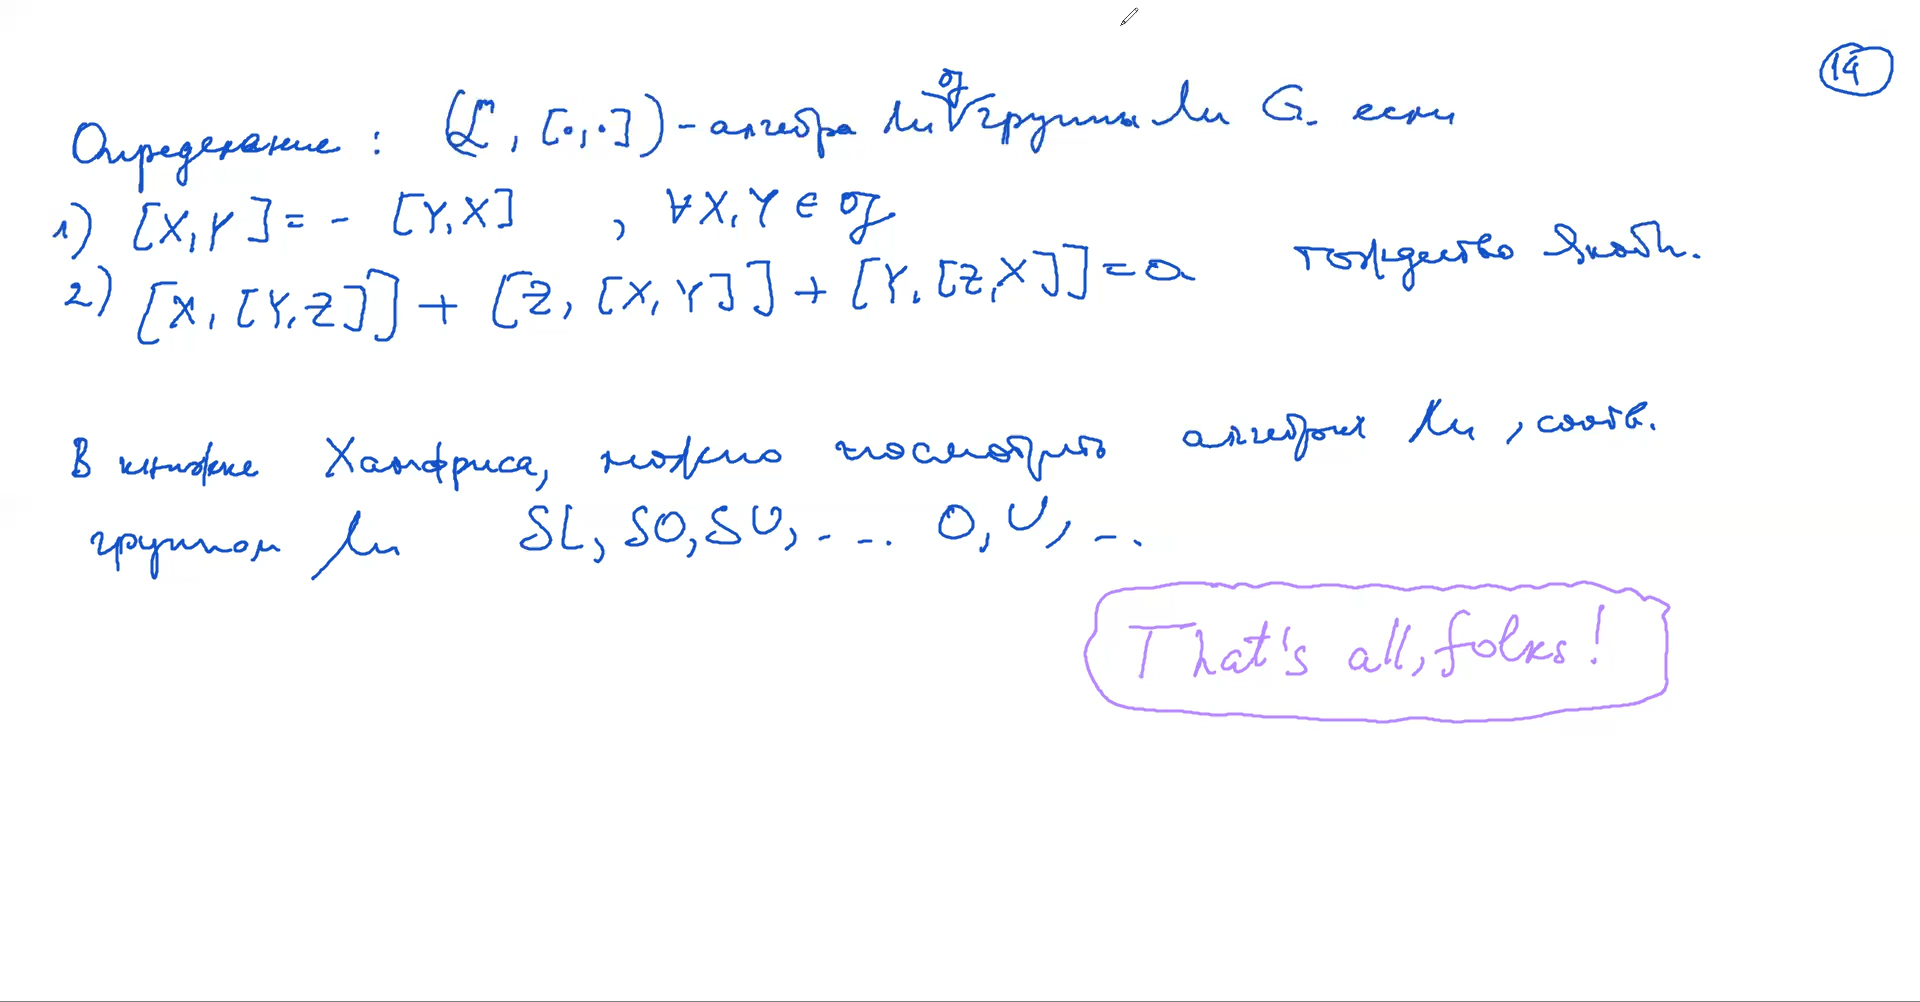 14
Определение : (ℒ, [·,·]) - алгебра Ли 𝔤 группы Ли G. если
1) [X,Y] = - [Y,X] , ∀X,Y ∈ 𝔤
2) [X,[Y,Z]] + [Z,[X,Y]] + [Y,[Z,X]] = 0 тождество Якоби.
В книжке Хамфриса, можно посмотреть алгебры Ли, соотв.
группам Ли SL, SO, SU, ... O, U, ...
That's all, folks!